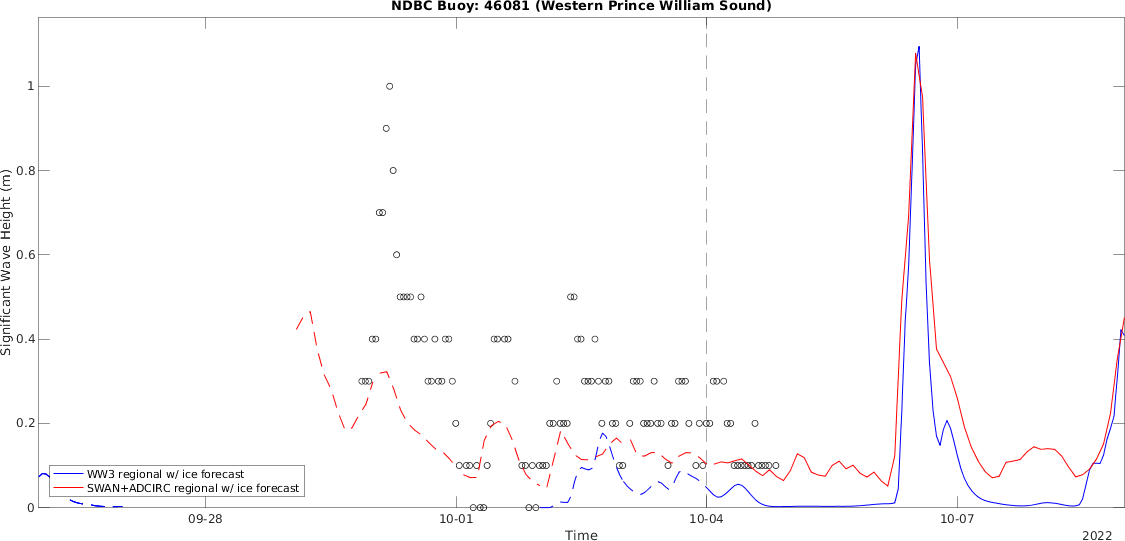 NDBC Buoy: 46081 (Western Prince William Sound)
Significant Wave Height (m)
1
0.8
0.6
0.4
0.2
0
WW3 regional w/ ice forecast
SWAN+ADCIRC regional w/ ice forecast
09-28
10-01
10-04
10-07
Time
2022